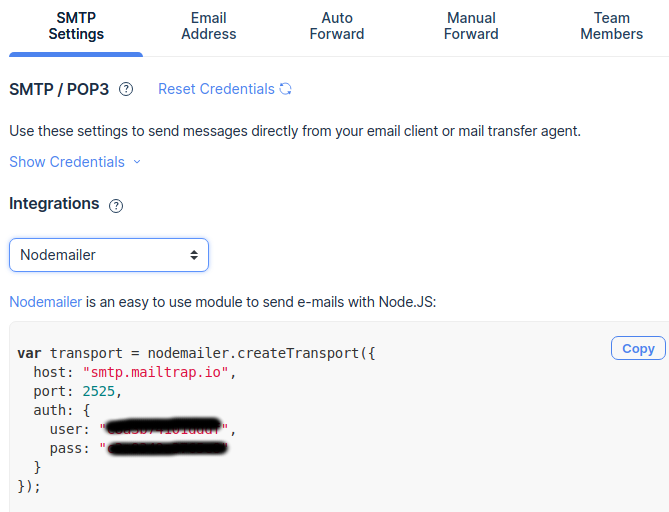 SMTP Settings
Email Address
Auto Forward
Manual Forward
Team Members
SMTP / POP3 ? Reset Credentials
Use these settings to send messages directly from your email client or mail transfer agent.
Show Credentials
Integrations ?
Nodemailer
Nodemailer is an easy to use module to send e-mails with Node.JS:
Copy
var transport = nodemailer.createTransport({
host: "smtp.mailtrap.io",
port: 2525,
auth: {
user: "",
pass: "
}
});